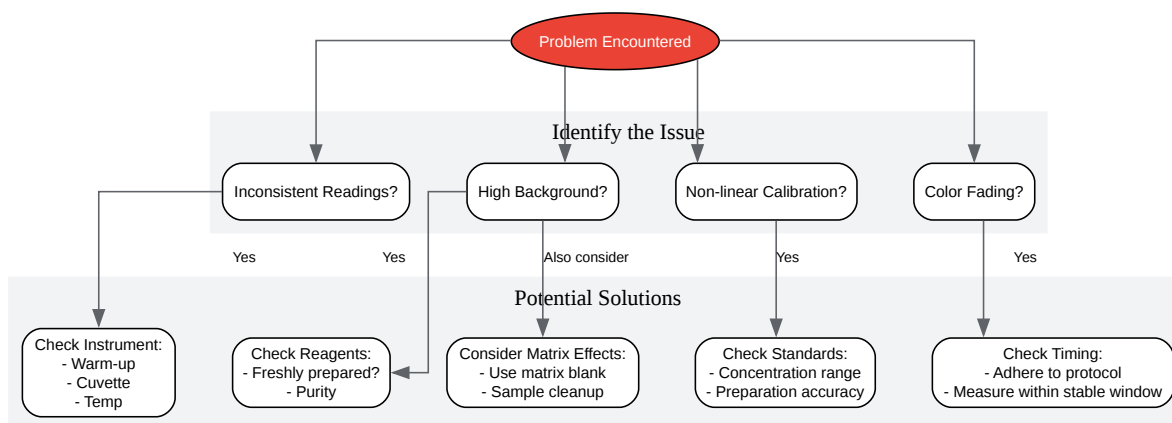 Problem Encountered
Identify the Issue
Inconsistent Readings?
High Background?
Non-linear Calibration?
Color Fading?
Yes
Yes
Also consider
Yes
Yes
Potential Solutions
Check Instrument:
- Warm-up
- Cuvette
- Temp
Check Reagents:
- Freshly prepared?
- Purity
Consider Matrix Effects:
- Use matrix blank
- Sample cleanup
Check Standards:
- Concentration range
- Preparation accuracy
Check Timing:
- Adhere to protocol
- Measure within stable window